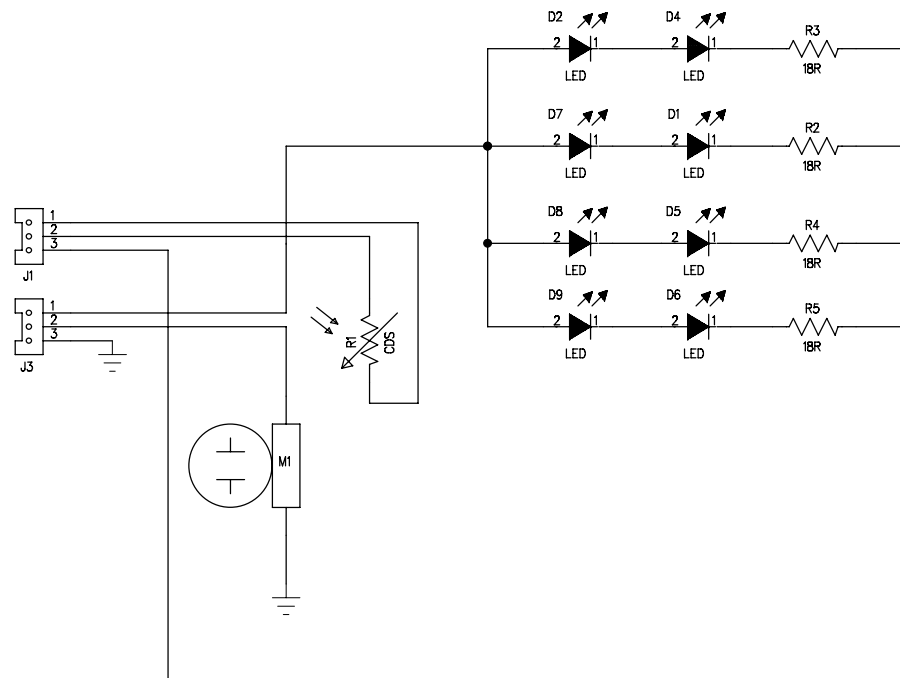 D2 D4 R3
2 1 2 1
LED LED 18R
D7 D1 R2
2 1 2 1
LED LED 18R
D8 D5 R4
2 1 2 1
LED LED 18R
D9 D6 R5
2 1 2 1
LED LED 18R
1
2
3
J1
1
2
3
J3
R1 CDS
M1